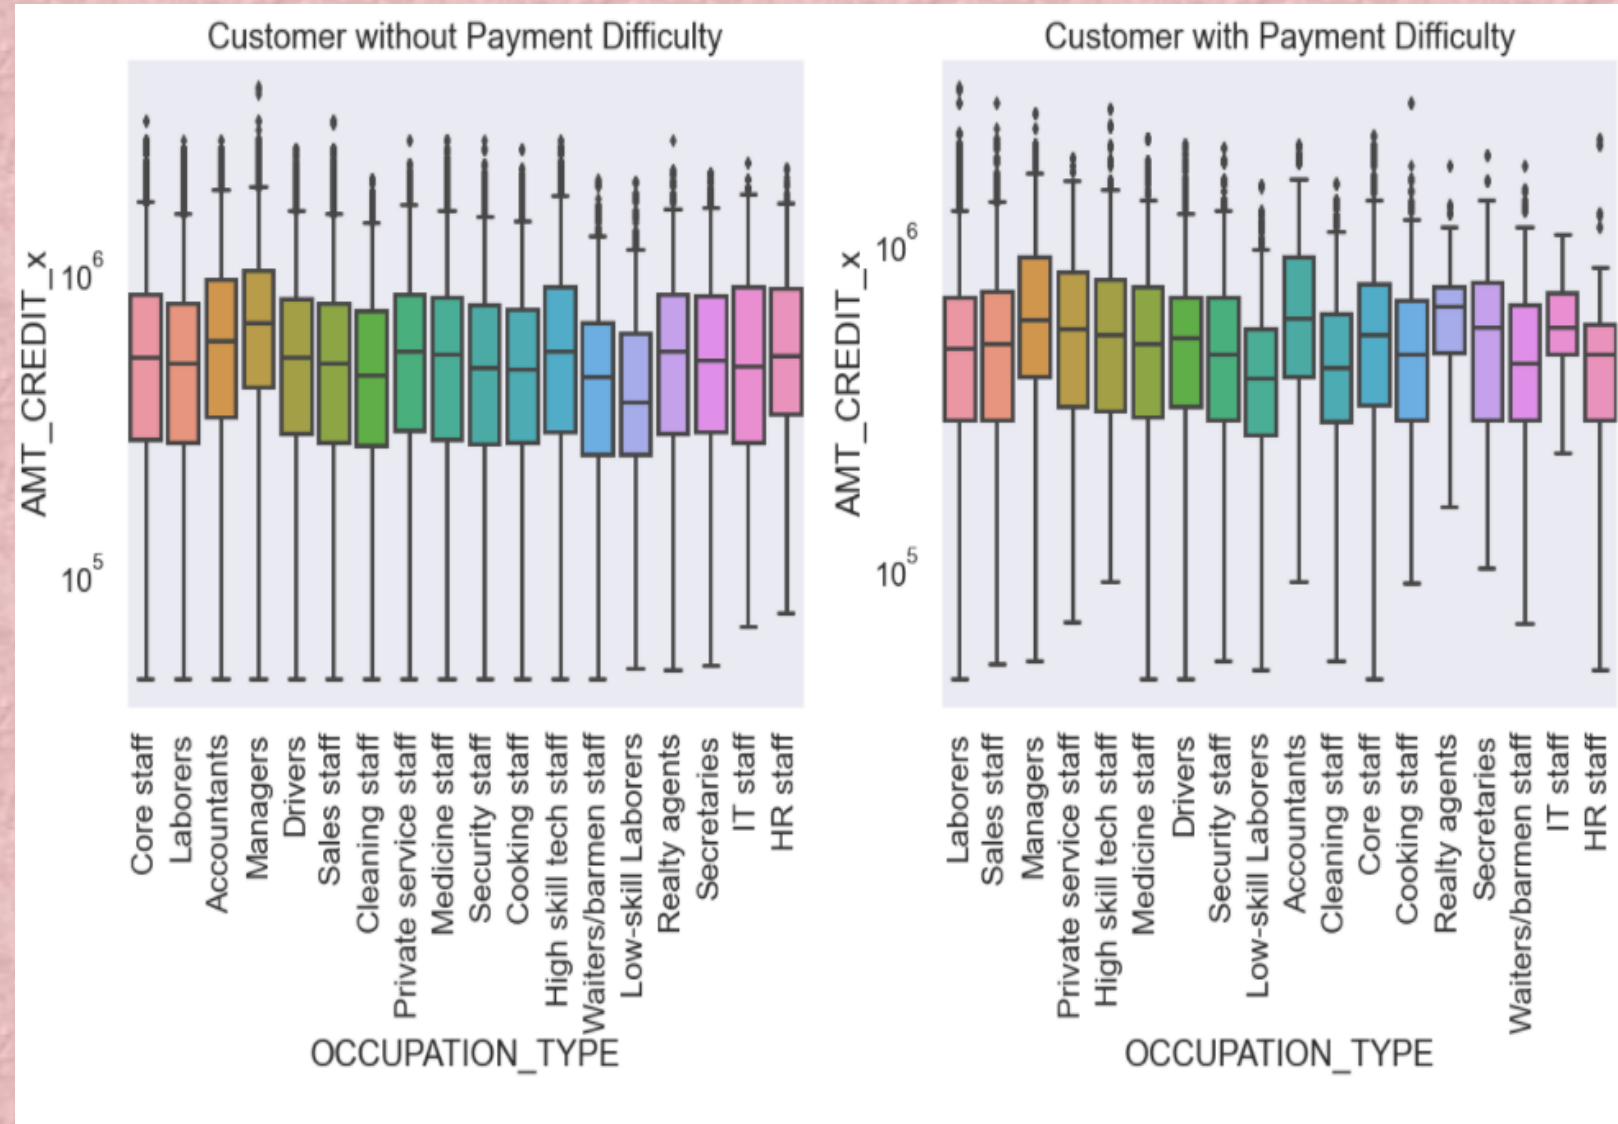 Customer without Payment Difficulty
AMT_CREDIT_x
10^6
10^5
Core staff
Laborers
Accountants
Managers
Drivers
Sales staff
Cleaning staff
Private service staff
Medicine staff
Security staff
Cooking staff
High skill tech staff
Waiters/barmen staff
Low-skill Laborers
Realty agents
Secretaries
IT staff
HR staff
OCCUPATION_TYPE
Customer with Payment Difficulty
AMT_CREDIT_x
10^6
10^5
Laborers
Sales staff
Managers
Private service staff
High skill tech staff
Medicine staff
Drivers
Security staff
Low-skill Laborers
Accountants
Cleaning staff
Core staff
Cooking staff
Realty agents
Secretaries
Waiters/barmen staff
IT staff
HR staff
OCCUPATION_TYPE